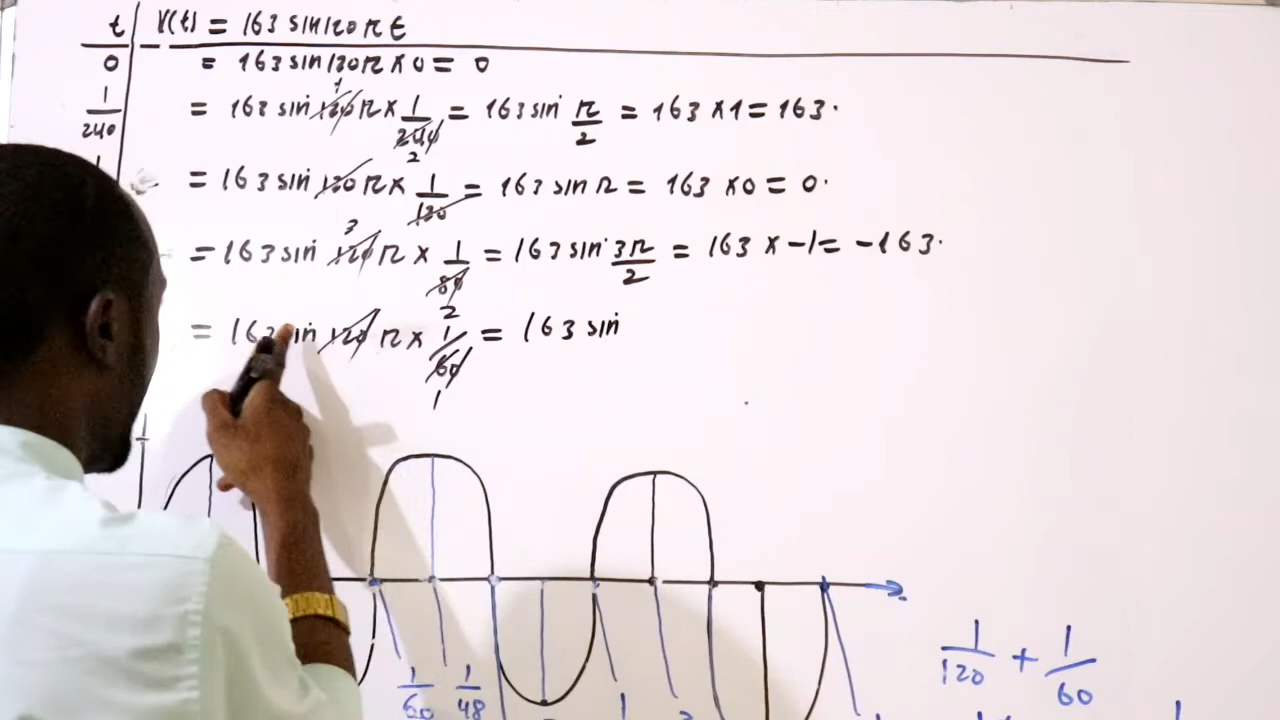 t V(t) = 163 sin120πt
0 = 163 sin120π × 0 = 0
1/240 = 163 sin 120π × 1/240 = 163 sin π/2 = 163 × 1 = 163.
= 163 sin 120π × 1/120 = 163 sin π = 163 × 0 = 0.
= 163 sin 120π × 1/80 = 163 sin 3π/2 = 163 × -1 = -163.
= 163 sin 120π × 1/60 = 163 sin
1/120 + 1/60
1/60 1/48